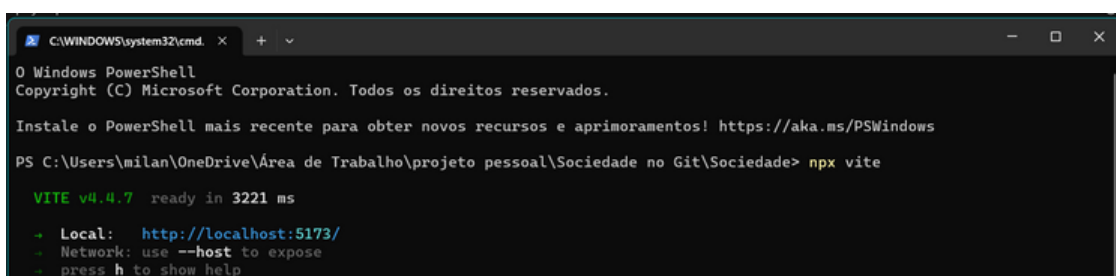 C:\WINDOWS\system32\cmd.
O Windows PowerShell
Copyright (C) Microsoft Corporation. Todos os direitos reservados.
Instale o PowerShell mais recente para obter novos recursos e aprimoramentos! https://aka.ms/PSWindows
PS C:\Users\milan\OneDrive\Área de Trabalho\projeto pessoal\Sociedade no Git\Sociedade> npx vite
VITE v4.4.7 ready in 3221 ms
→ Local: http://localhost:5173/
→ Network: use --host to expose
→ press h to show help